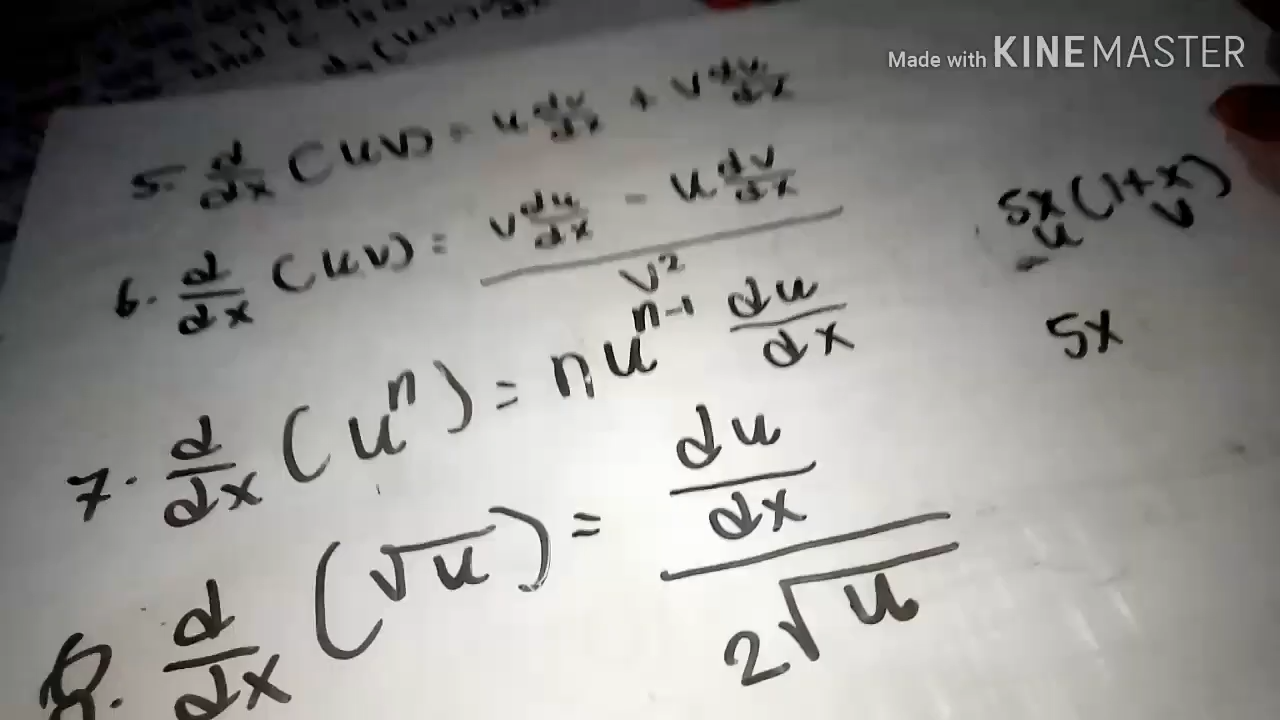 Made with KINEMASTER
5. d/dx (uv) = u dv/dx + v du/dx
6. d/dx (uv) = (v du/dx - u dv/dx) / v²
5x(1+x)
u v
5x
7. d/dx (uⁿ) = nuⁿ⁻¹ du/dx
8. d/dx (√u) = (du/dx) / 2√u